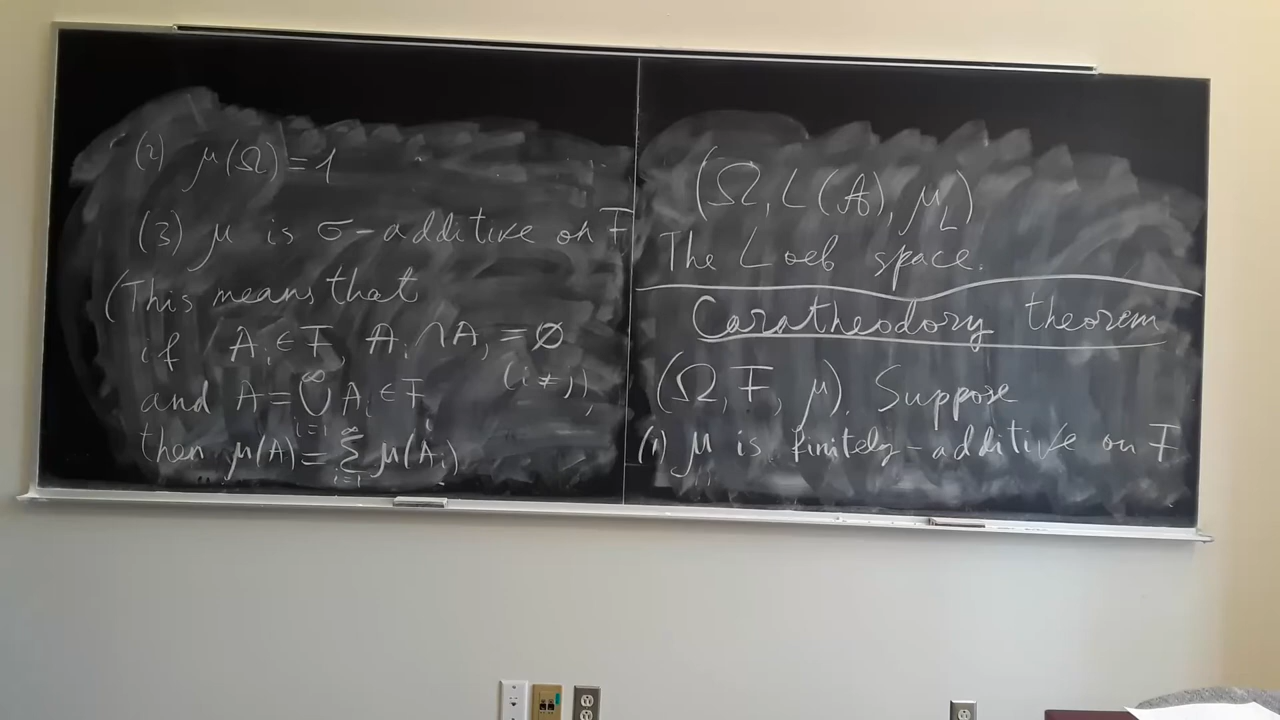 (2) μ(Ω)=1
(3) μ is σ-additive on F
(This means that
if A_i ∈ F, A_i ∩ A_j = ∅
(i ≠ j),
and A = ⋃_{i=1}^∞ A_i ∈ F
then μ(A) = Σ_{i=1}^∞ μ(A_i)
(Ω, L(A), μ_L)
The Loeb space.
Caratheodory theorem
(Ω, F, μ). Suppose
(1) μ is finitely-additive on F